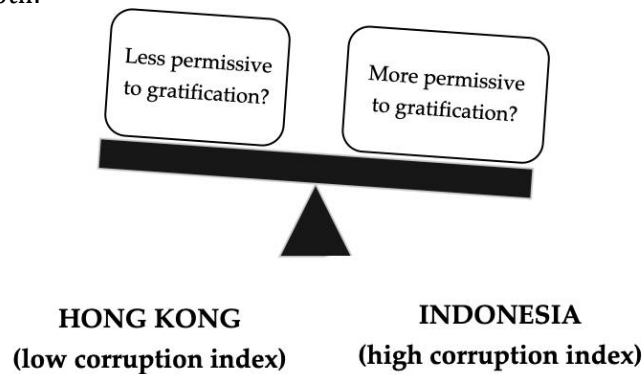 Less permissive
to gratification?
More permissive
to gratification?
HONG KONG
(low corruption index)
INDONESIA
(high corruption index)